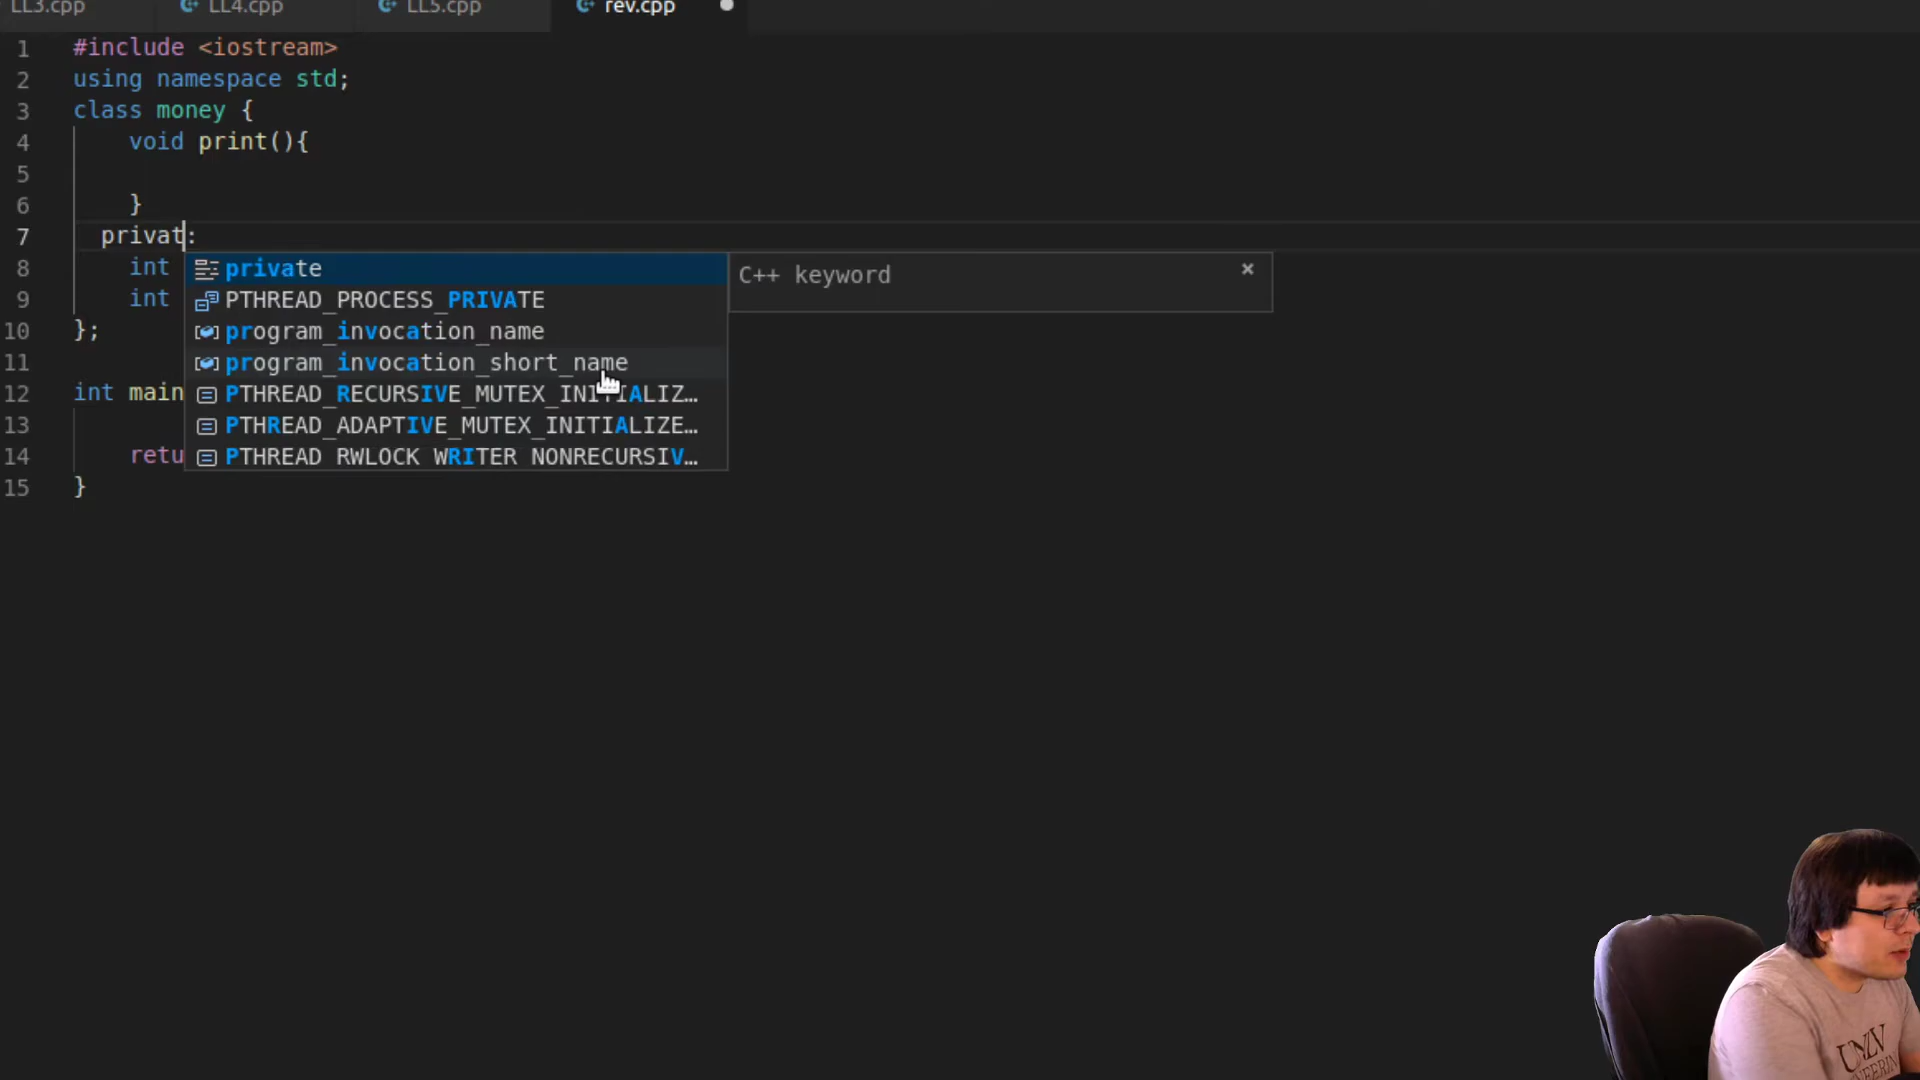 LL3.cpp LL4.cpp LL5.cpp rev.cpp
1 #include <iostream>
2 using namespace std;
3 class money {
4 void print(){
5
6 }
7 privat:
8 int private C++ keyword ×
PTHREAD_PROCESS_PRIVATE
9 int
10 }; program_invocation_name
11 program_invocation_short_name
12 int main PTHREAD_RECURSIVE_MUTEX_INITIALIZ…
13 PTHREAD_ADAPTIVE_MUTEX_INITIALIZE…
14 retu PTHREAD_RWLOCK_WRITER_NONRECURSIV…
15 }
UNLV